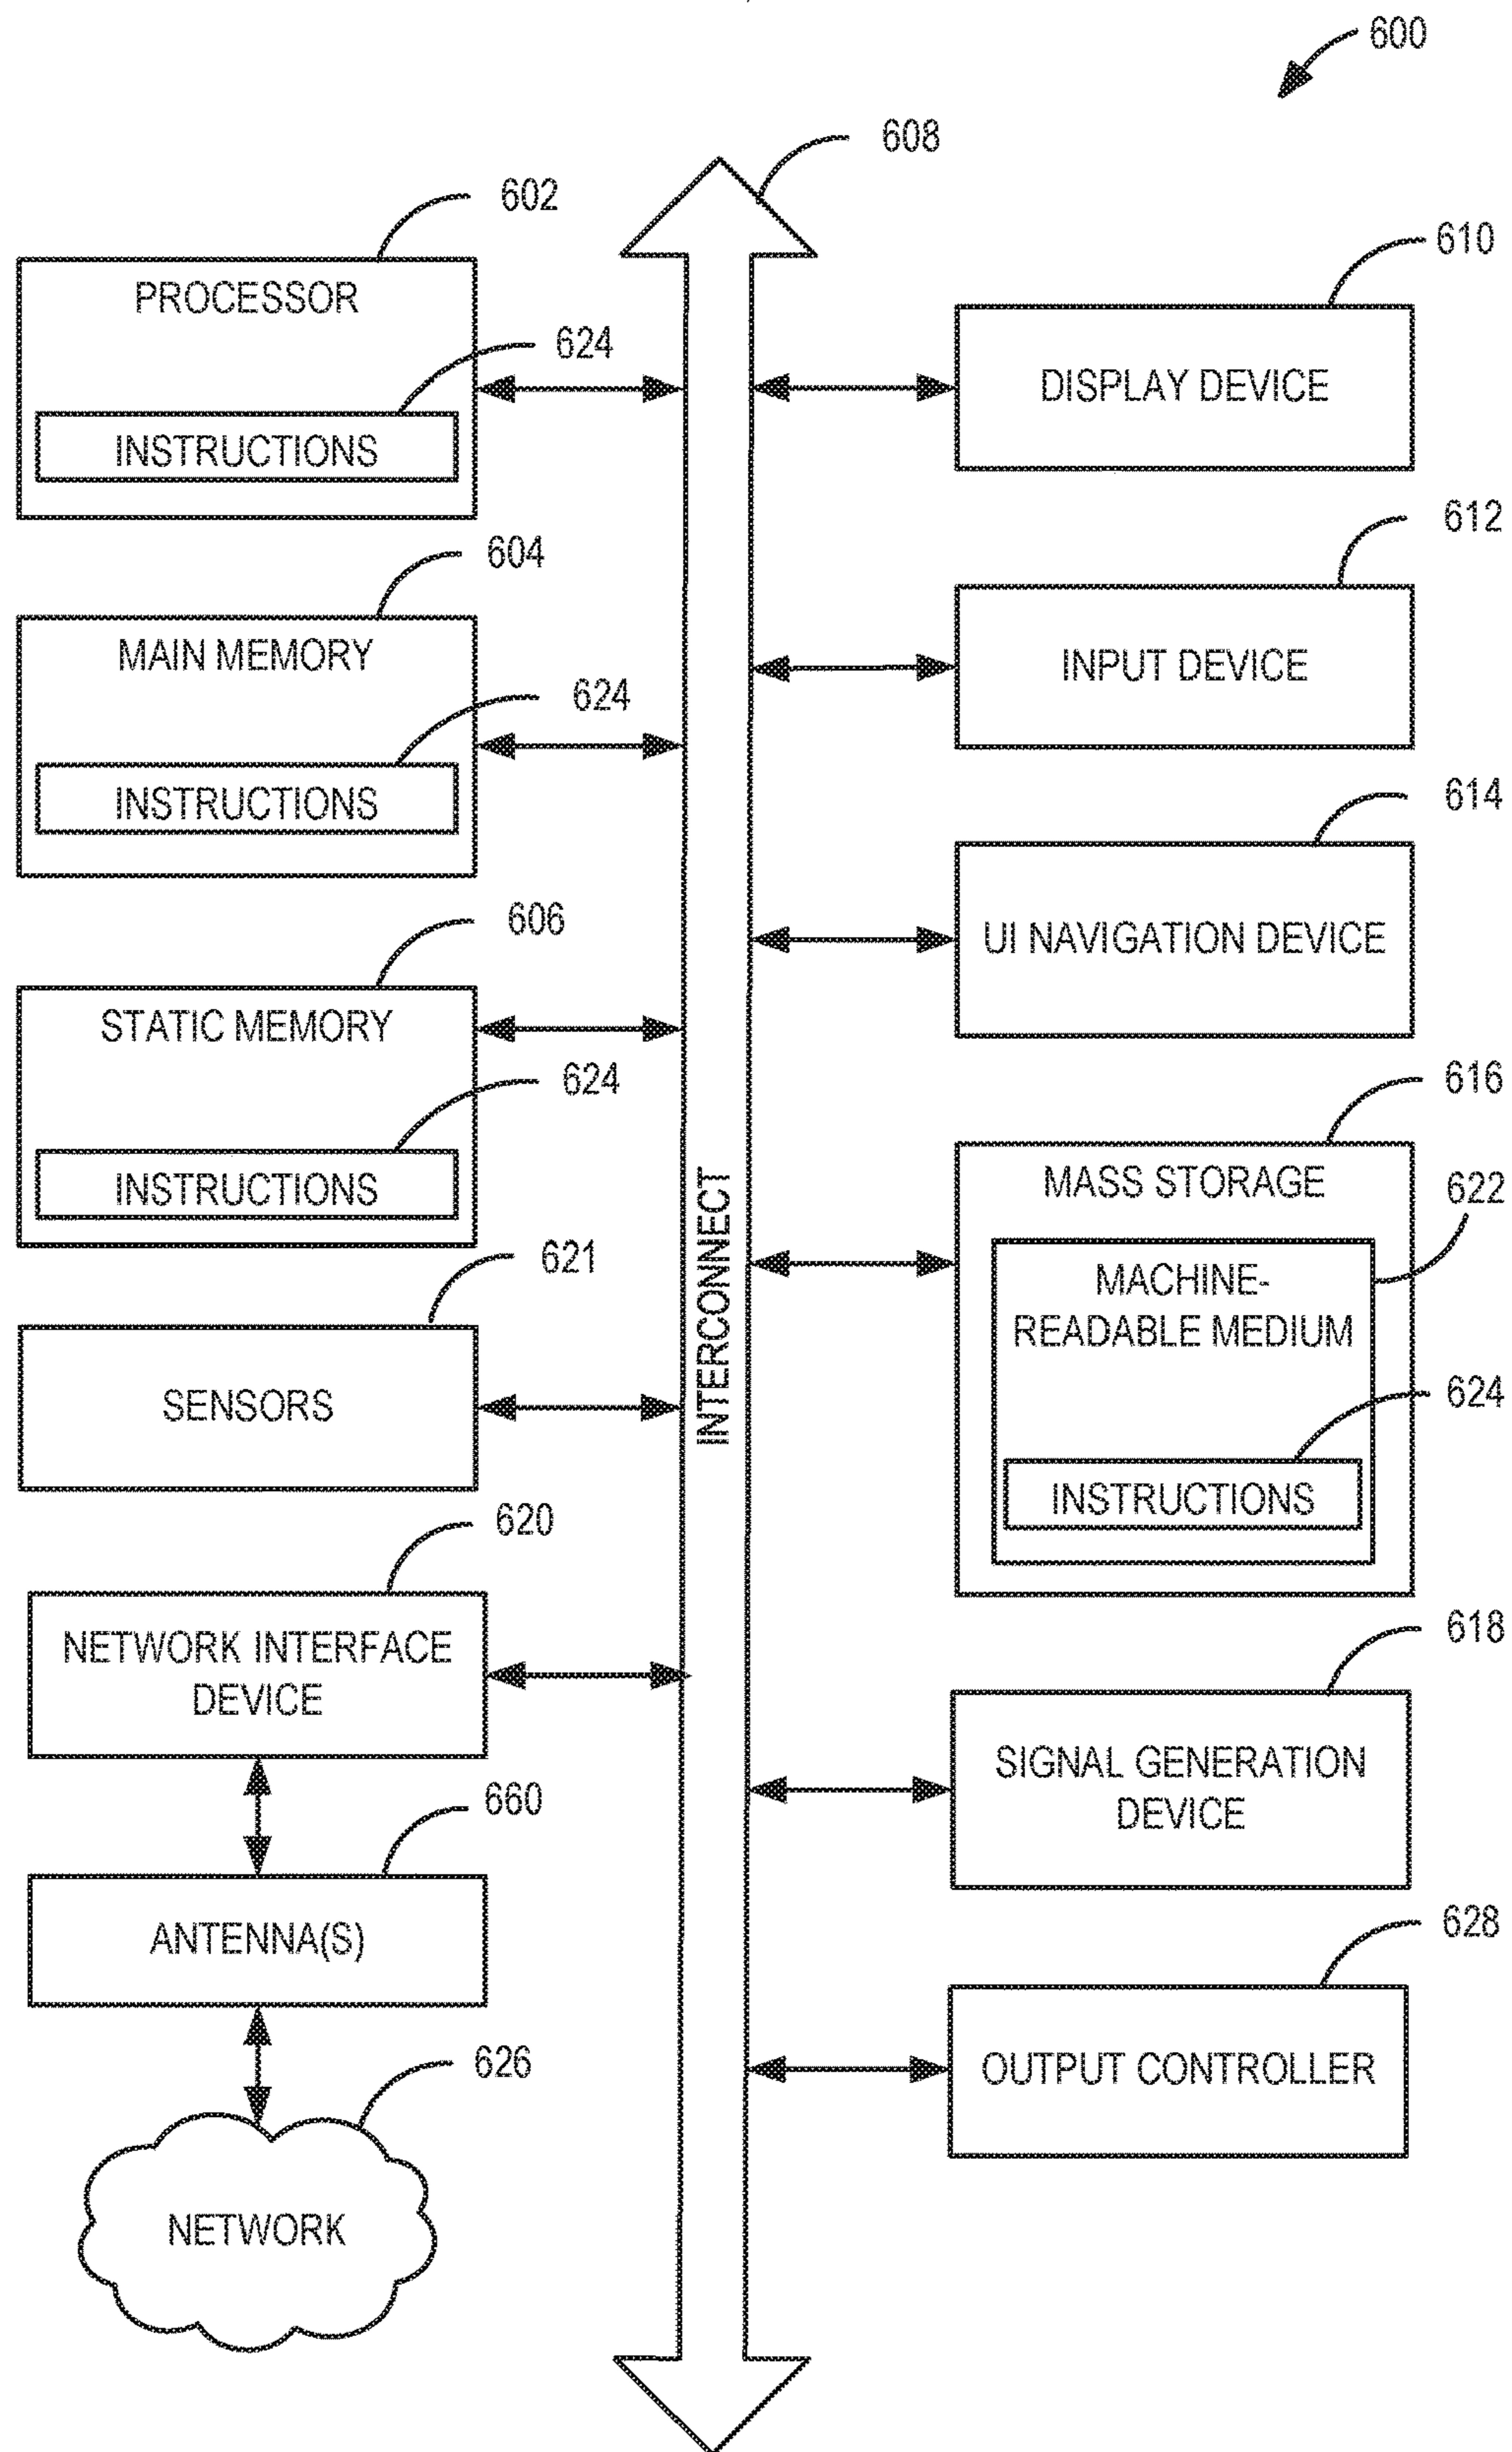 600
608
602
PROCESSOR
624
INSTRUCTIONS
604
MAIN MEMORY
624
INSTRUCTIONS
606
STATIC MEMORY
624
INSTRUCTIONS
621
SENSORS
620
NETWORK INTERFACE
DEVICE
660
ANTENNA(S)
626
NETWORK
INTERCONNECT
610
DISPLAY DEVICE
612
INPUT DEVICE
614
UI NAVIGATION DEVICE
616
MASS STORAGE
622
MACHINE-
READABLE MEDIUM
624
INSTRUCTIONS
618
SIGNAL GENERATION
DEVICE
628
OUTPUT CONTROLLER